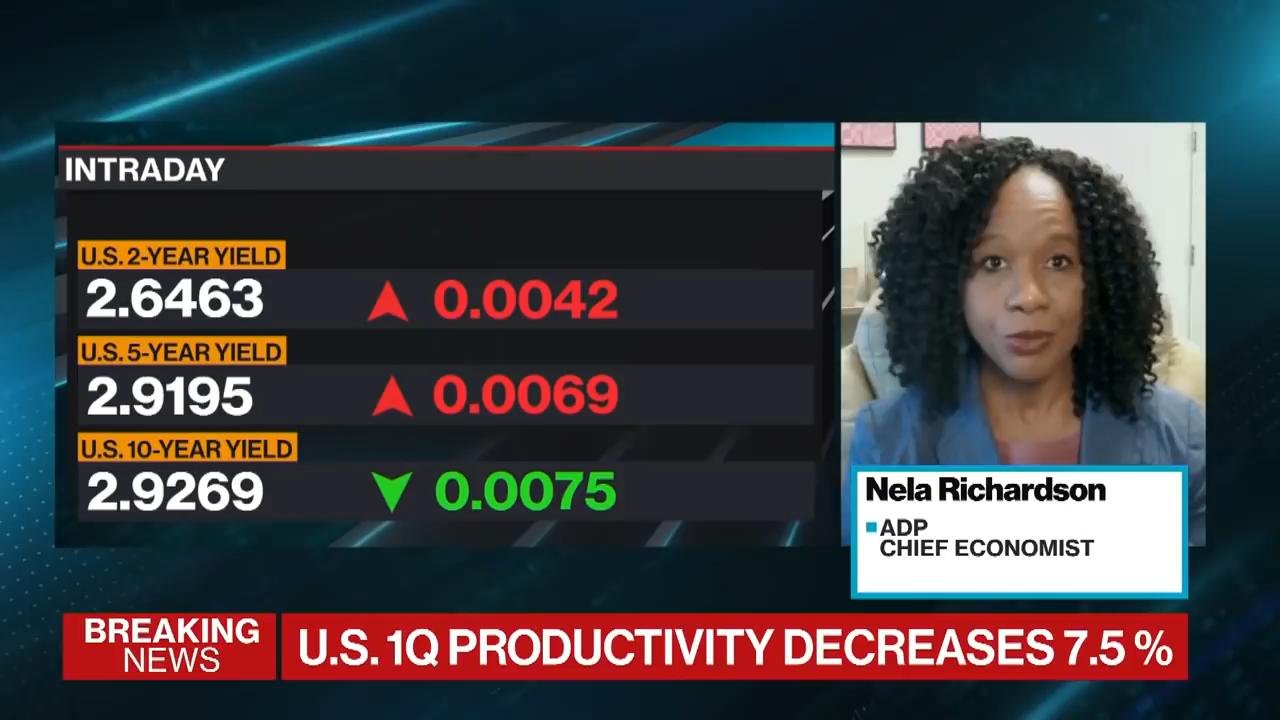 INTRADAY
U.S. 2-YEAR YIELD
2.6463 ▲ 0.0042
U.S. 5-YEAR YIELD
2.9195 ▲ 0.0069
U.S. 10-YEAR YIELD
2.9269 ▼ 0.0075
Nela Richardson
ADP
CHIEF ECONOMIST
BREAKING
NEWS
U.S. 1Q PRODUCTIVITY DECREASES 7.5 %